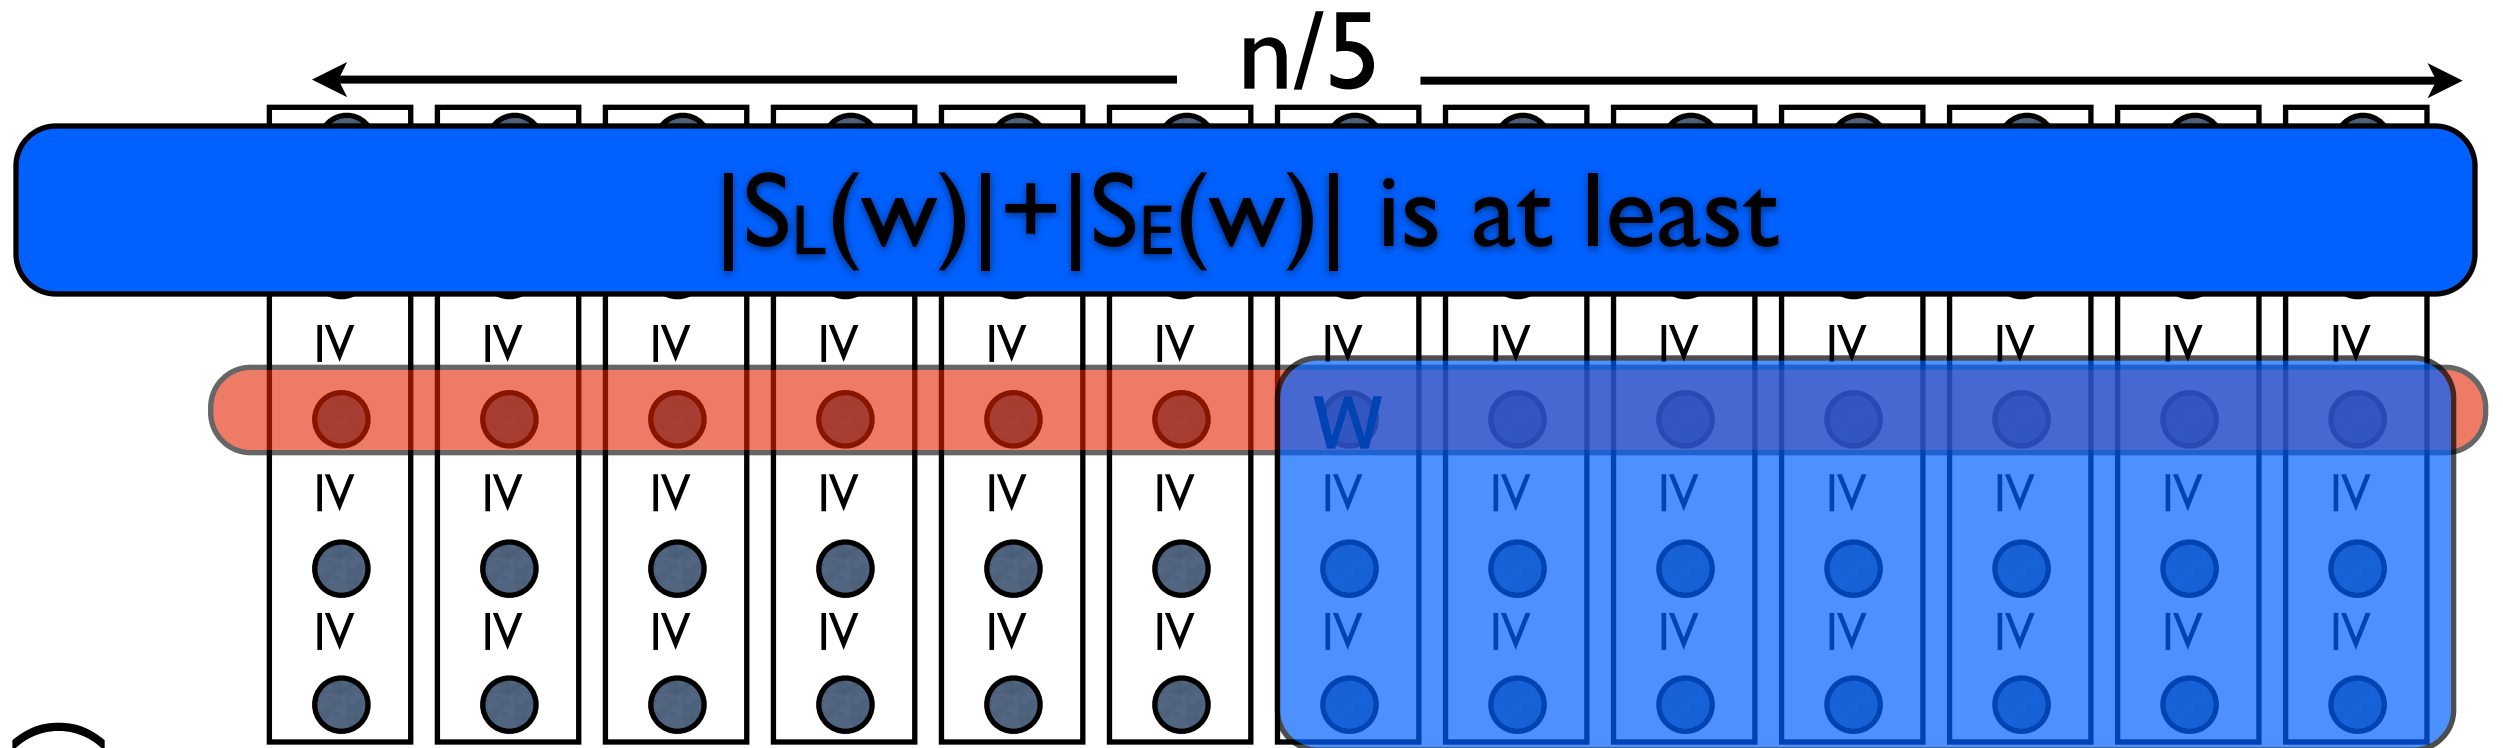 n/5
|SL(w)|+|SE(w)| is at least
≥ ≥ ≥ ≥ ≥ ≥ ≥ ≥ ≥ ≥ ≥ ≥ ≥
w
≥ ≥ ≥ ≥ ≥ ≥ ≥ ≥ ≥ ≥ ≥ ≥ ≥
≥ ≥ ≥ ≥ ≥ ≥ ≥ ≥ ≥ ≥ ≥ ≥ ≥